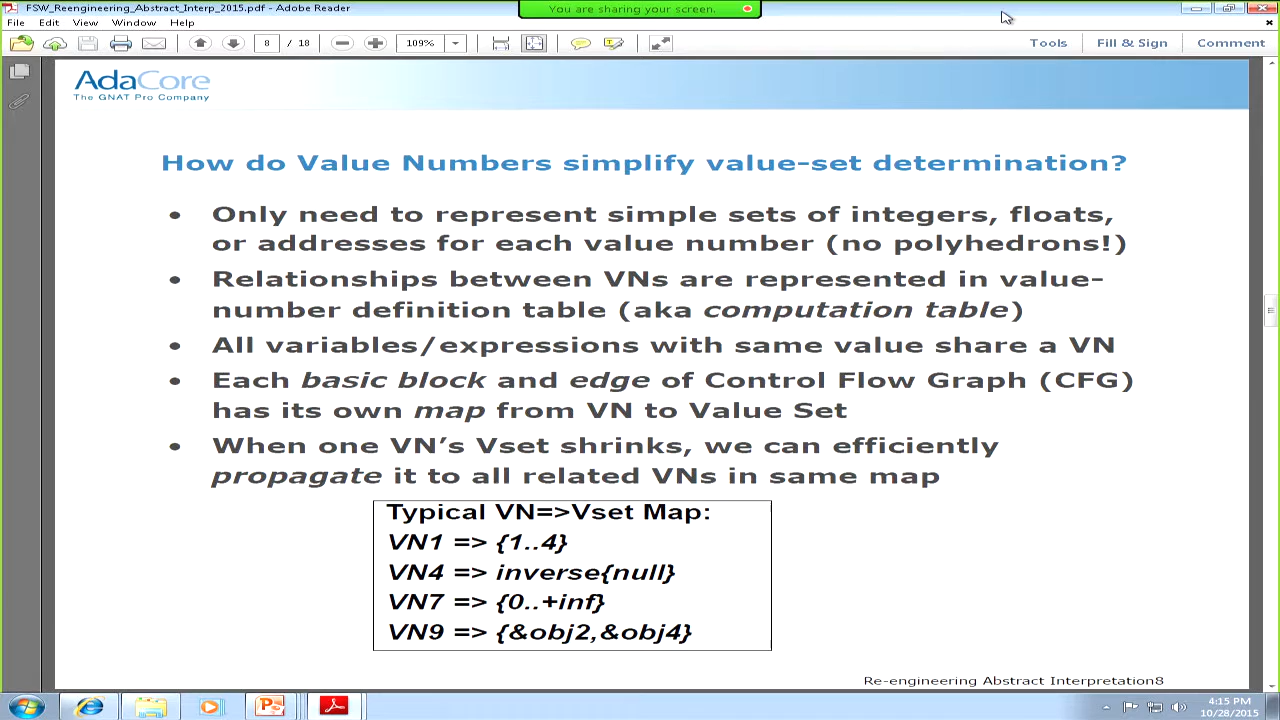 FSW_Reengineering_Abstract_Interp_2015.pdf - Adobe Reader
You are sharing your screen.
File Edit View Window Help
8 / 18 109% Tools Fill & Sign Comment
AdaCore
The GNAT Pro Company
How do Value Numbers simplify value-set determination?
• Only need to represent simple sets of integers, floats,
or addresses for each value number (no polyhedrons!)
• Relationships between VNs are represented in value-
number definition table (aka computation table)
• All variables/expressions with same value share a VN
• Each basic block and edge of Control Flow Graph (CFG)
has its own map from VN to Value Set
• When one VN’s Vset shrinks, we can efficiently
propagate it to all related VNs in same map
Typical VN=>Vset Map:
VN1 => {1..4}
VN4 => inverse{null}
VN7 => {0..+inf}
VN9 => {&obj2,&obj4}
Re-engineering Abstract Interpretation8
4:15 PM
10/28/2015